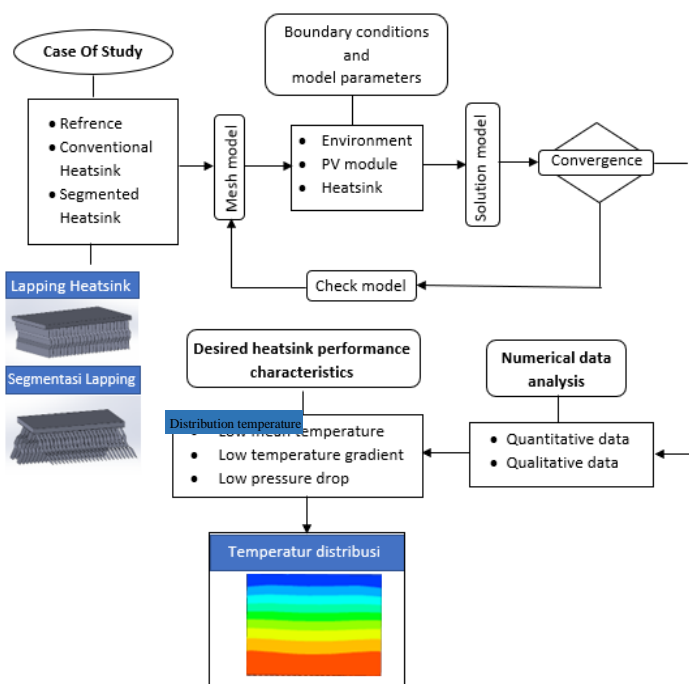 Case Of Study
Refrence
Conventional
Heatsink
Segmented
Heatsink
Lapping Heatsink
Segmentasi Lapping
Mesh model
Boundary conditions
and
model parameters
Environment
PV module
Heatsink
Solution model
Convergence
Check model
Numerical data
analysis
Quantitative data
Qualitative data
Desired heatsink performance
characteristics
Distribution temperature
Low mean temperature
Low temperature gradient
Low pressure drop
Temperatur distribusi